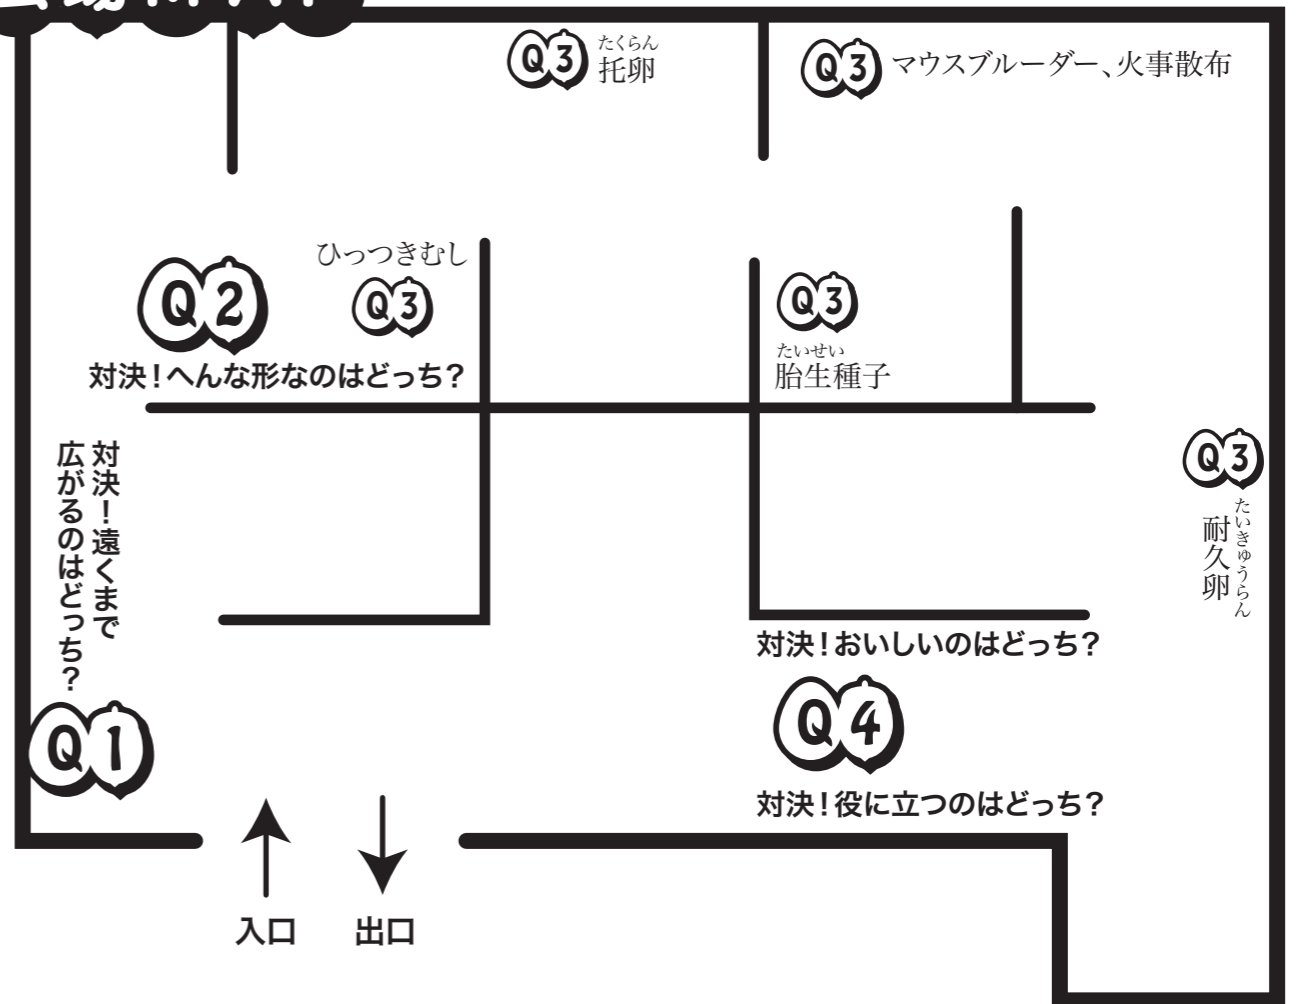 Q3 たくらん
托卵
Q3 マウスブルーダー、火事散布
ひっつきむし
Q2 Q3
対決！へんな形なのはどっち？
Q3
たいせい
胎生種子
Q3
たいきゅうらん
耐久卵
対決！遠くまで
広がるのはどっち？
Q1
対決！おいしいのはどっち？
Q4
対決！役に立つのはどっち？
入口
出口